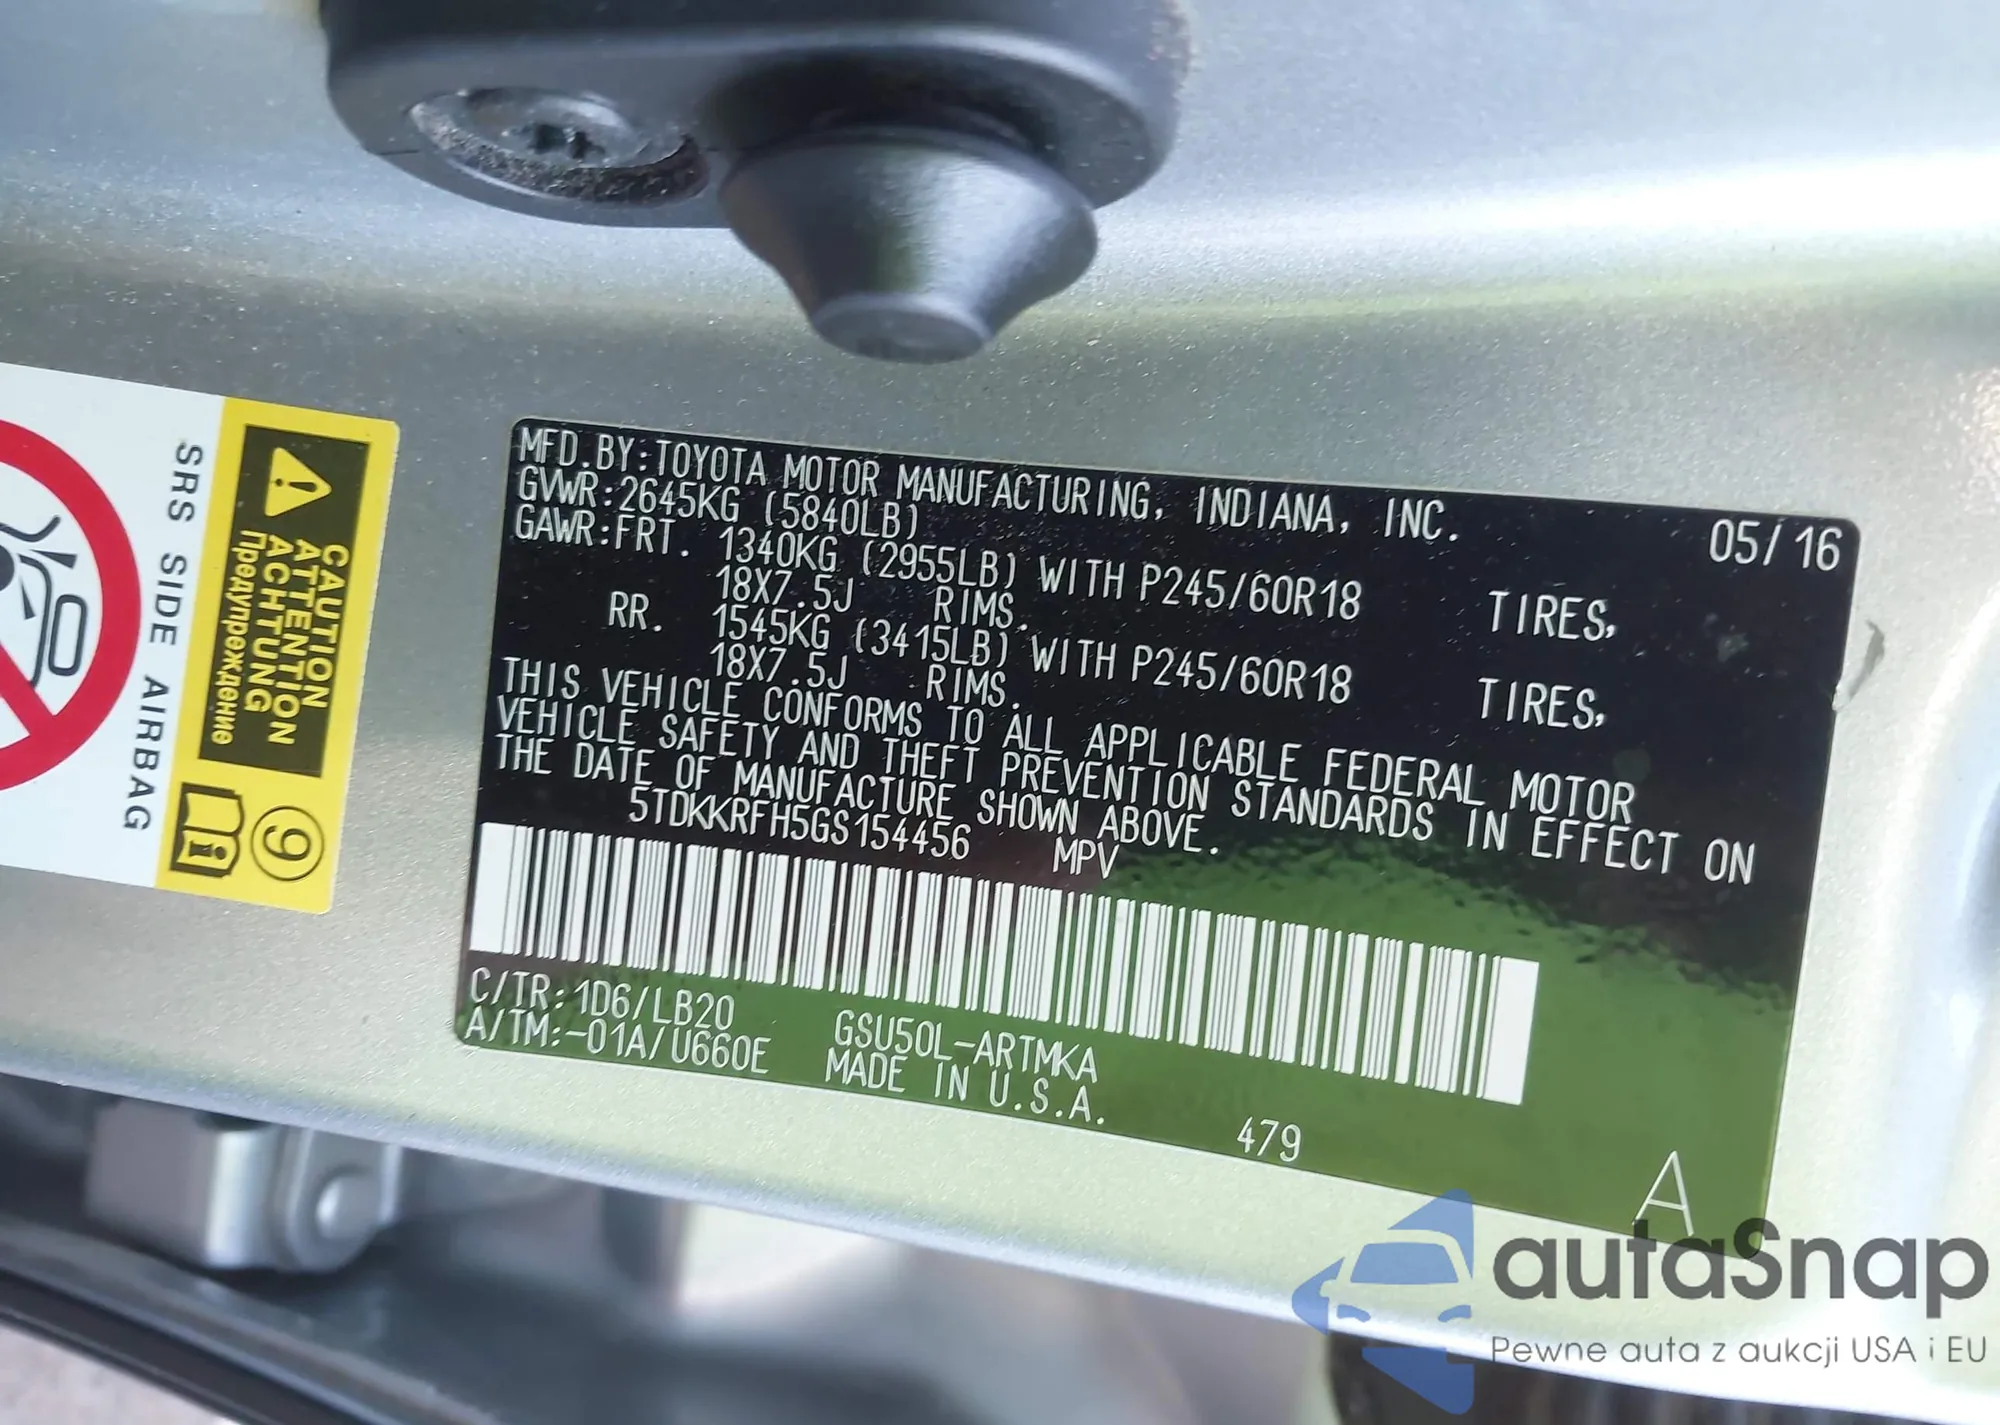 SRS SIDE AIRBAG
CAUTION
ATTENTION
ACHTUNG
Предупреждение
9
MFD.BY:TOYOTA MOTOR MANUFACTURING, INDIANA, INC. 05/16
GVWR:2645KG (5840LB)
GAWR:FRT. 1340KG (2955LB) WITH P245/60R18 TIRES,
18X7.5J RIMS.
RR. 1545KG (3415LB) WITH P245/60R18 TIRES,
18X7.5J RIMS.
THIS VEHICLE CONFORMS TO ALL APPLICABLE FEDERAL MOTOR
VEHICLE SAFETY AND THEFT PREVENTION STANDARDS IN EFFECT ON
THE DATE OF MANUFACTURE SHOWN ABOVE.
5TDKKRFH5GS154456 MPV
C/TR:1D6/LB20 GSU50L-ARTMKA
A/TM:-01A/U660E MADE IN U.S.A.
479
A
autaSnap
Pewne auta z aukcji USA i EU